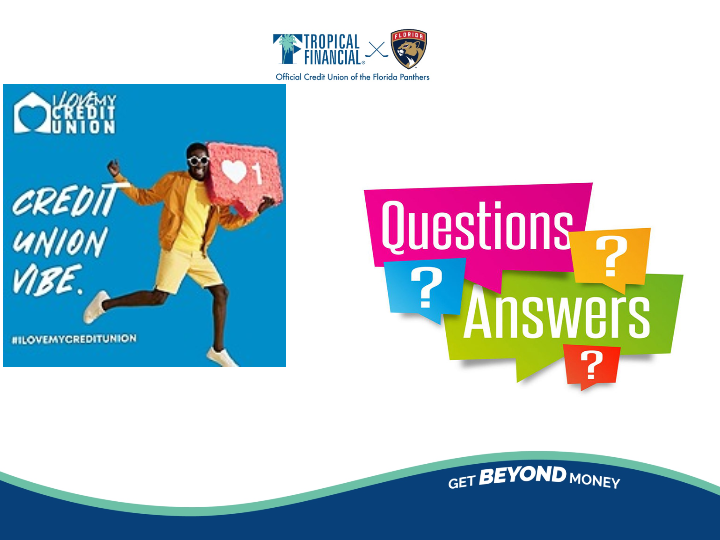 TROPICAL
FINANCIAL®
FLORIDA
Official Credit Union of the Florida Panthers
I LOVE MY
CREDIT
UNION
1
CREDIT
UNION
VIBE.
#ILOVEMYCREDITUNION
Questions
?
?
Answers
?
GET BEYOND MONEY